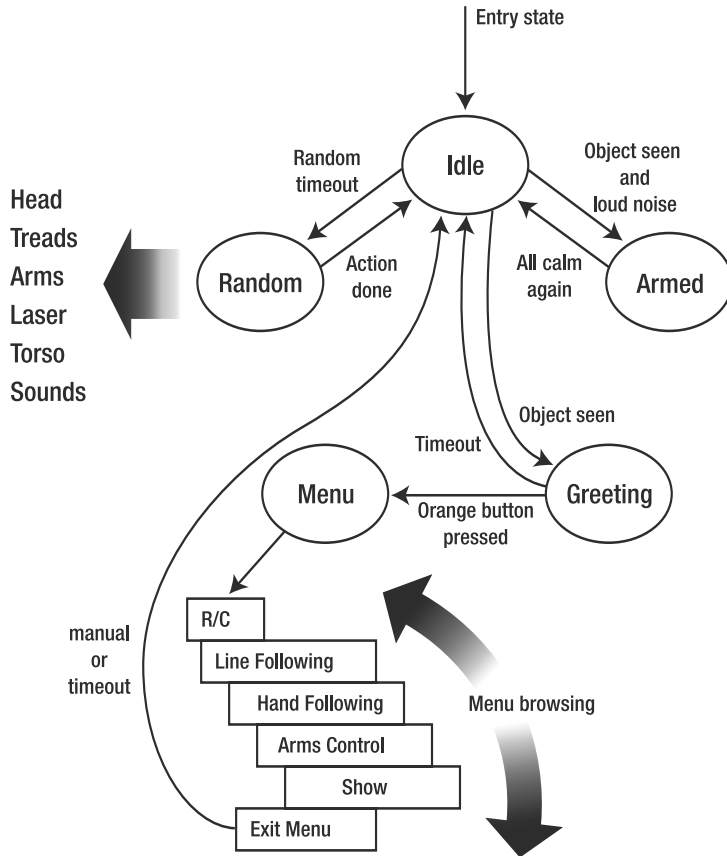 Entry state
Idle
Random
timeout
Object seen
and
loud noise
Head
Treads
Arms
Laser
Torso
Sounds
Random
Action
done
All calm
again
Armed
Object seen
Timeout
Menu
Orange button
pressed
Greeting
manual
or
timeout
R/C
Line Following
Hand Following
Arms Control
Show
Exit Menu
Menu browsing